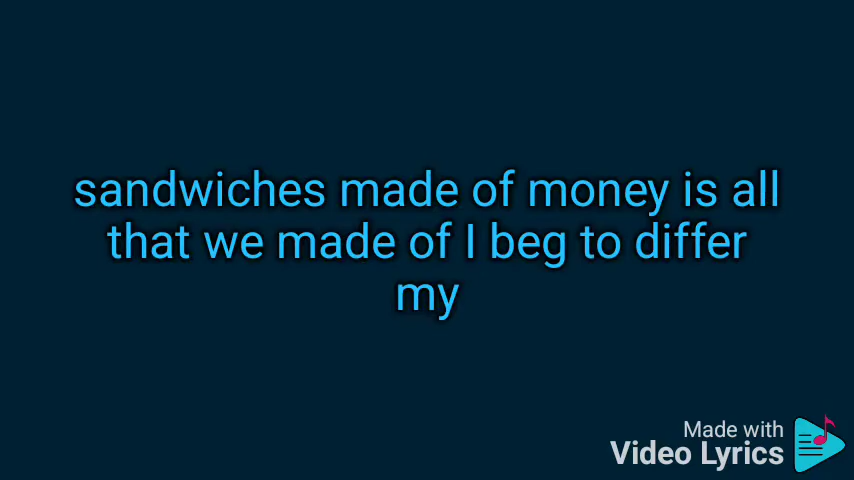 sandwiches made of money is all
that we made of I beg to differ
my
Made with
Video Lyrics